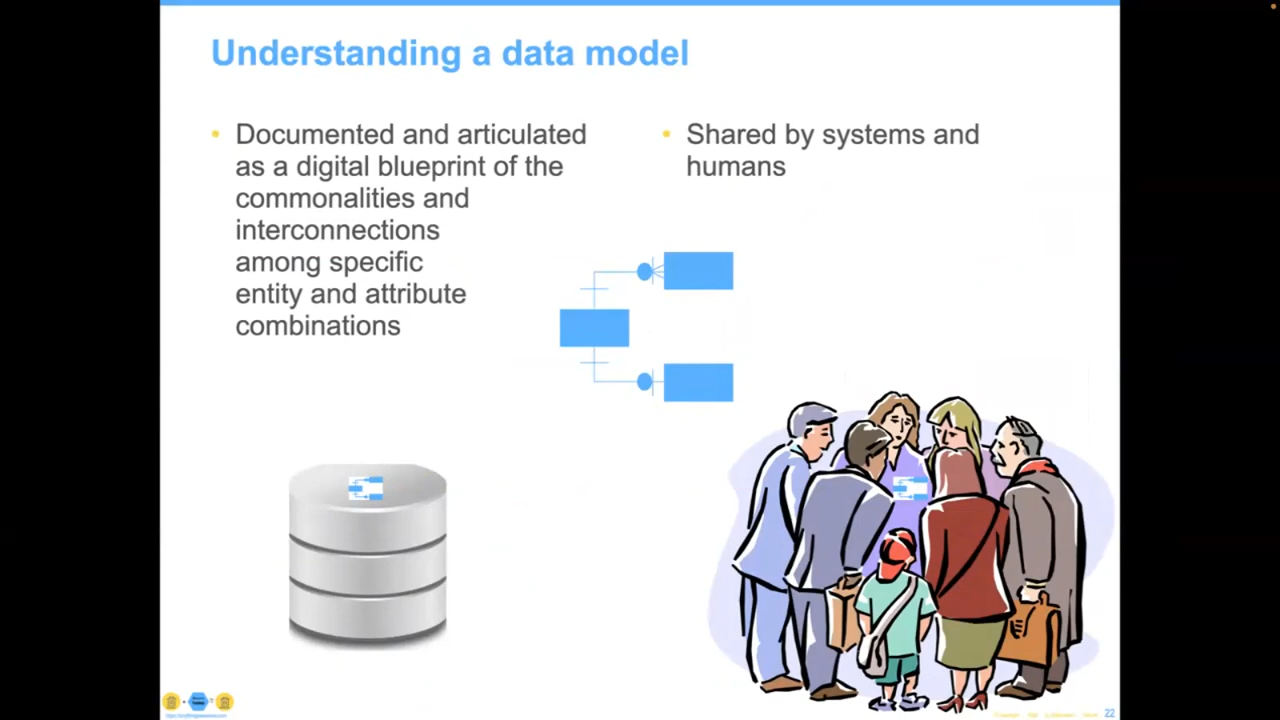 Understanding a data model
• Documented and articulated
as a digital blueprint of the
commonalities and
interconnections
among specific
entity and attribute
combinations
• Shared by systems and
humans
22